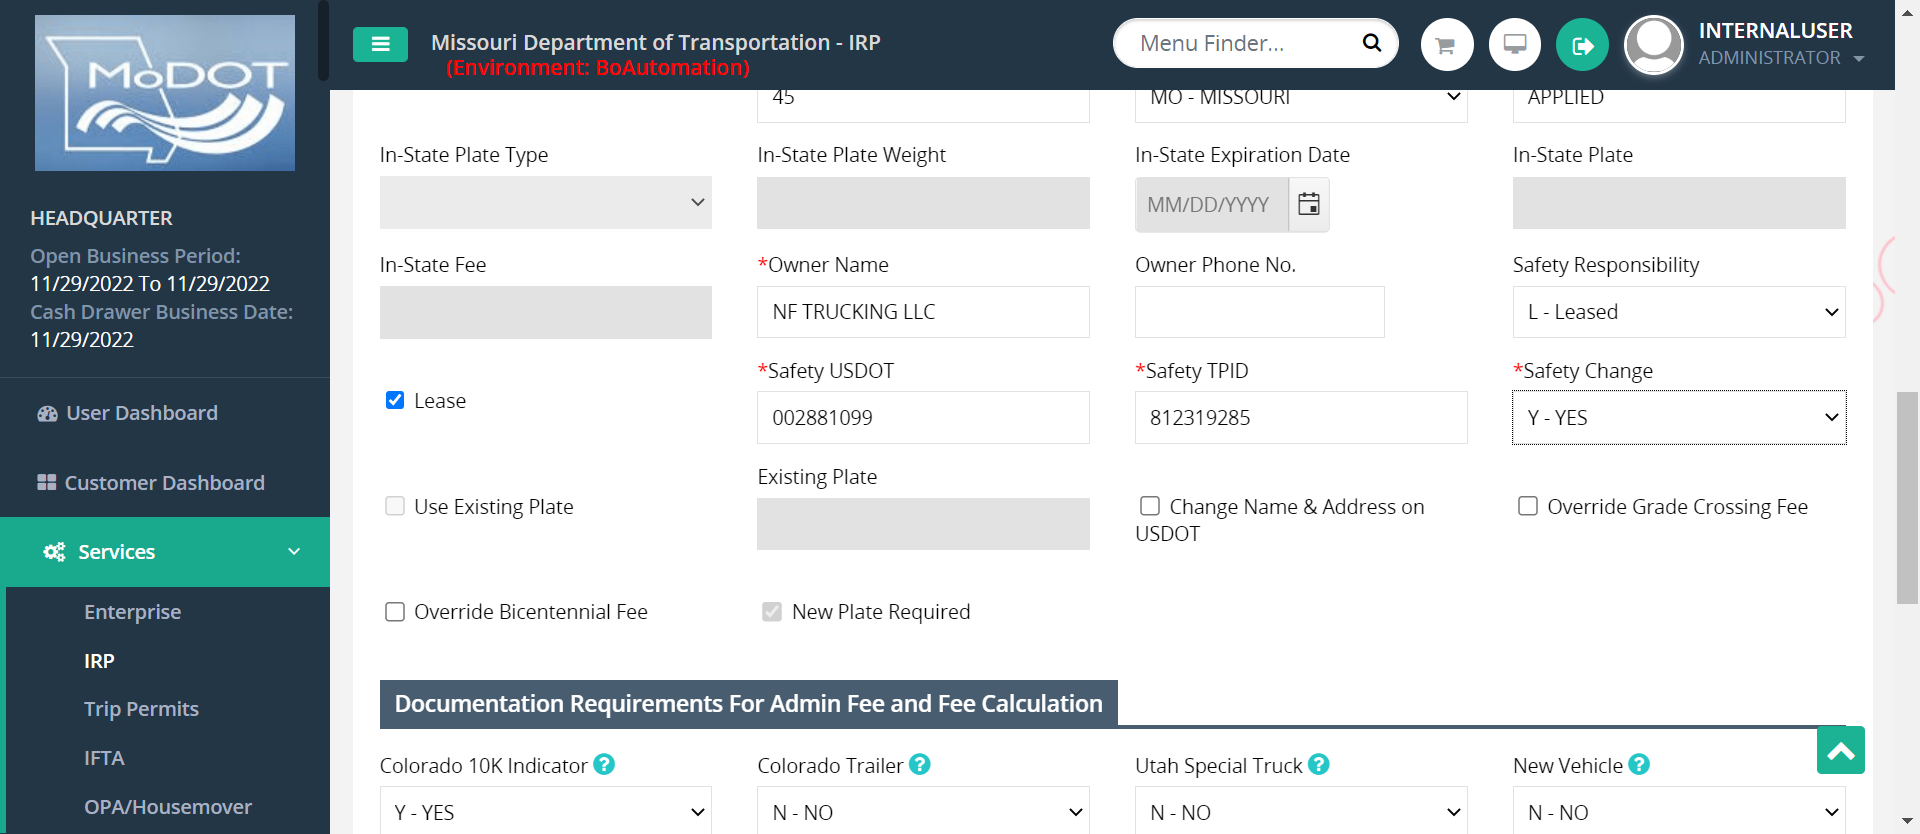 MoDOT
HEADQUARTER
Open Business Period:
11/29/2022 To 11/29/2022
Cash Drawer Business Date:
11/29/2022
User Dashboard
Customer Dashboard
Services
Enterprise
IRP
Trip Permits
IFTA
OPA/Housemover
Missouri Department of Transportation - IRP
(Environment: BoAutomation)
Menu Finder...
INTERNALUSER
ADMINISTRATOR
45
MO - MISSOURI
APPLIED
In-State Plate Type
In-State Plate Weight
In-State Expiration Date
In-State Plate
MM/DD/YYYY
In-State Fee
*Owner Name
Owner Phone No.
Safety Responsibility
NF TRUCKING LLC
L - Leased
Lease
*Safety USDOT
*Safety TPID
*Safety Change
002881099
812319285
Y - YES
Use Existing Plate
Existing Plate
Change Name & Address on
USDOT
Override Grade Crossing Fee
Override Bicentennial Fee
New Plate Required
Documentation Requirements For Admin Fee and Fee Calculation
Colorado 10K Indicator ?
Colorado Trailer ?
Utah Special Truck ?
New Vehicle ?
Y - YES
N - NO
N - NO
N - NO